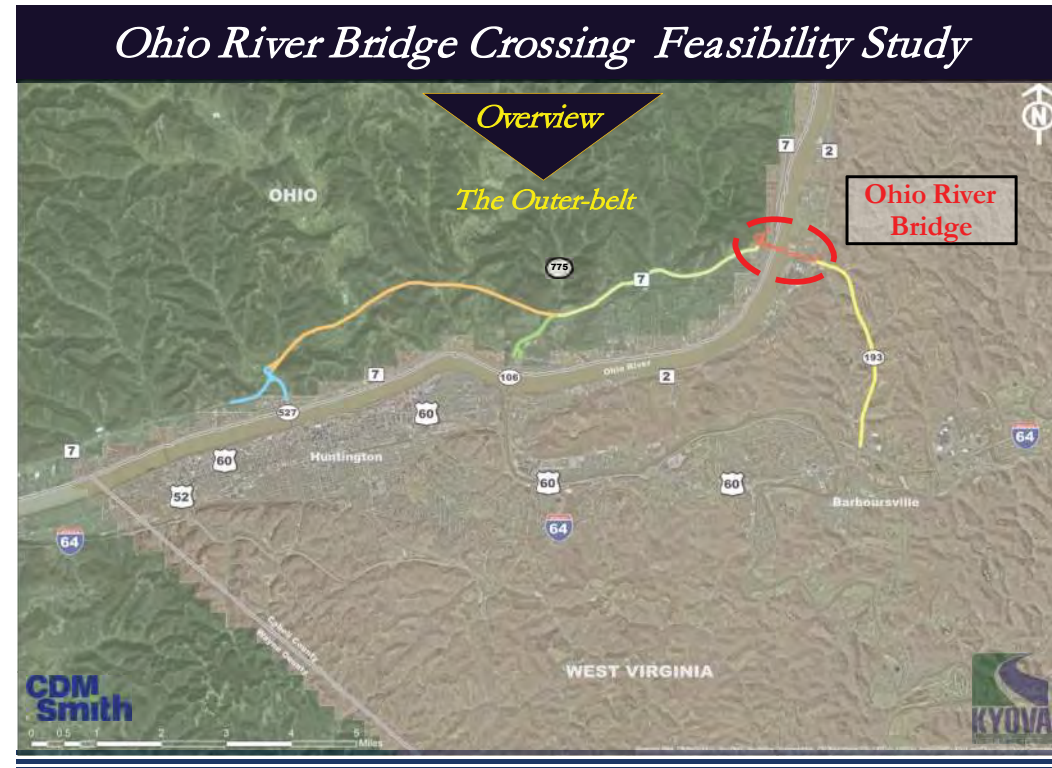 Ohio River Bridge Crossing Feasibility Study
Overview
The Outer-belt
N
7
2
OHIO
Ohio River
Bridge
775
7
193
7
106
Ohio River
2
527
60
64
7
60
Huntington
52
60
60
Barboursville
64
64
Cabell County
Wayne County
WEST VIRGINIA
CDM
Smith
KYOVA
0 0.5 1 2 3 4 5
Miles